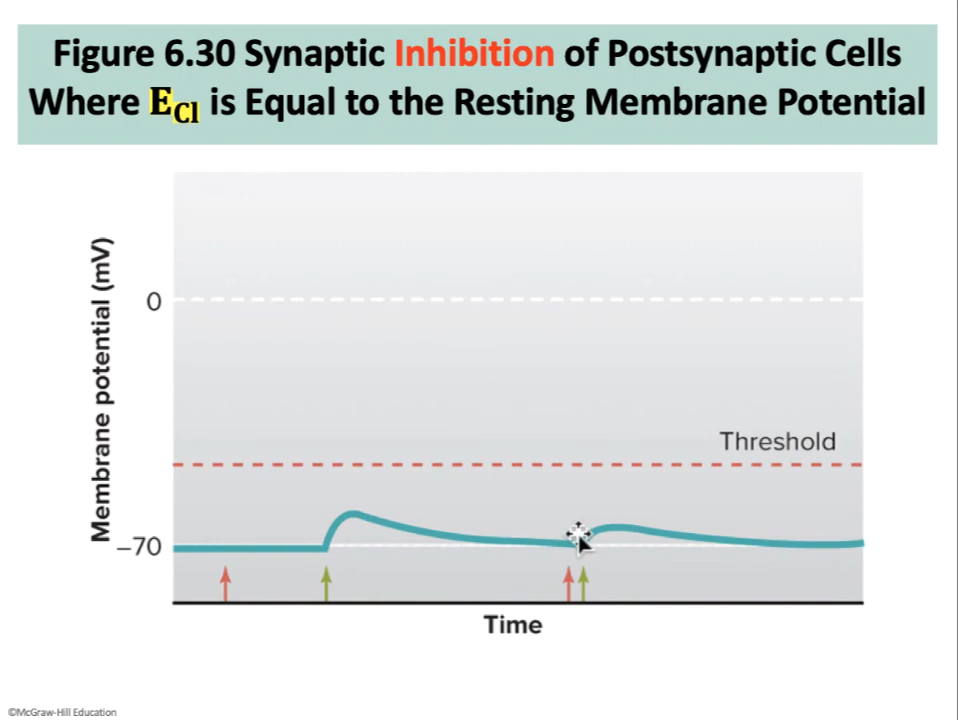 Figure 6.30 Synaptic Inhibition of Postsynaptic Cells
Where E_Cl is Equal to the Resting Membrane Potential
Membrane potential (mV)
0
Threshold
–70
Time
©McGraw-Hill Education